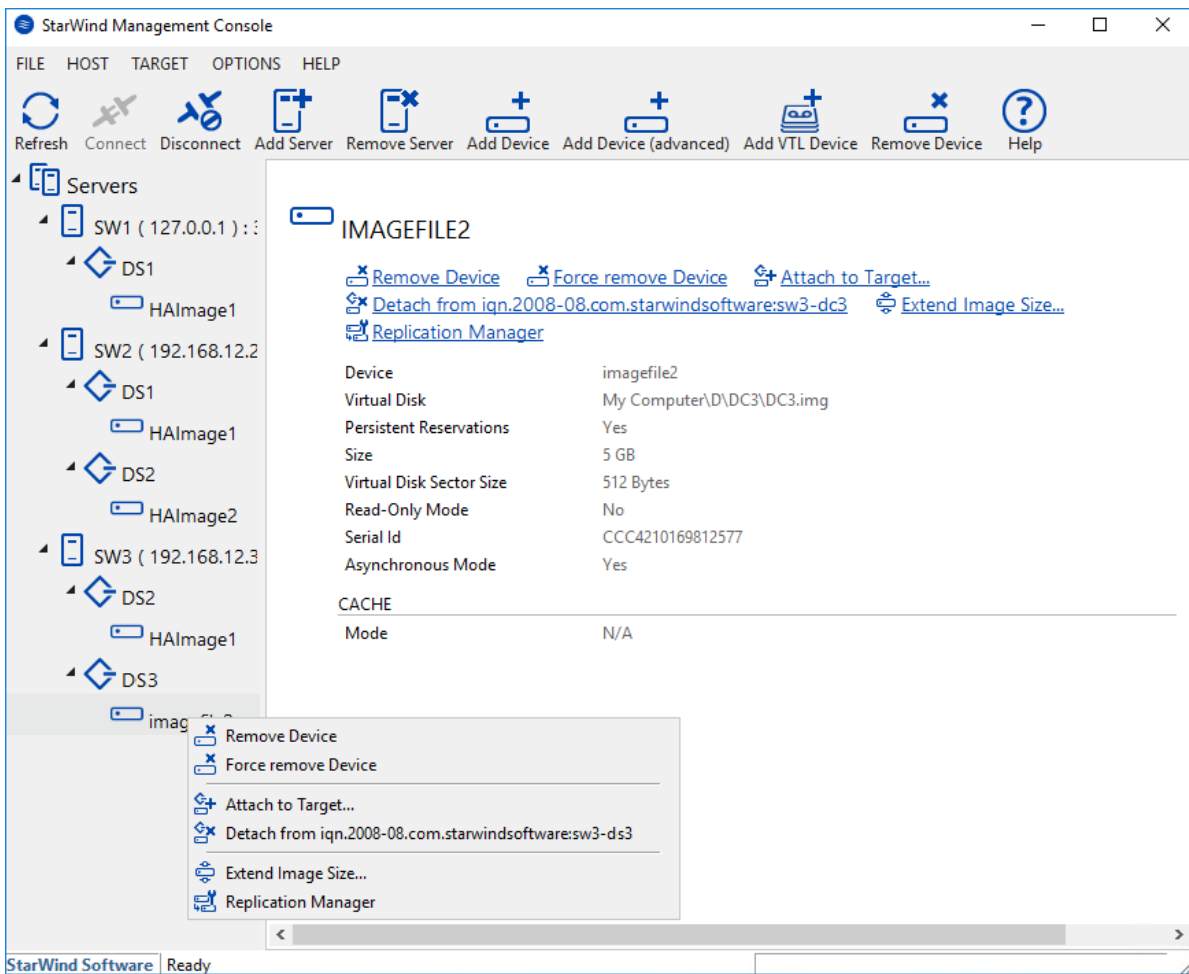 StarWind Management Console
FILE HOST TARGET OPTIONS HELP
Refresh Connect Disconnect Add Server Remove Server Add Device Add Device (advanced) Add VTL Device Remove Device Help
Servers
SW1 ( 127.0.0.1 ) :
DS1
HAImage1
SW2 ( 192.168.12.2
DS1
HAImage1
DS2
HAImage2
SW3 ( 192.168.12.3
DS2
HAImage1
DS3
IMAGEFILE2
Remove Device Force remove Device Attach to Target...
Detach from iqn.2008-08.com.starwindsoftware:sw3-dc3 Extend Image Size...
Replication Manager
Device imagefile2
Virtual Disk My Computer\D\DC3\DC3.img
Persistent Reservations Yes
Size 5 GB
Virtual Disk Sector Size 512 Bytes
Read-Only Mode No
Serial Id CCC4210169812577
Asynchronous Mode Yes
CACHE
Mode N/A
Remove Device
Force remove Device
Attach to Target...
Detach from iqn.2008-08.com.starwindsoftware:sw3-ds3
Extend Image Size...
Replication Manager
StarWind Software Ready